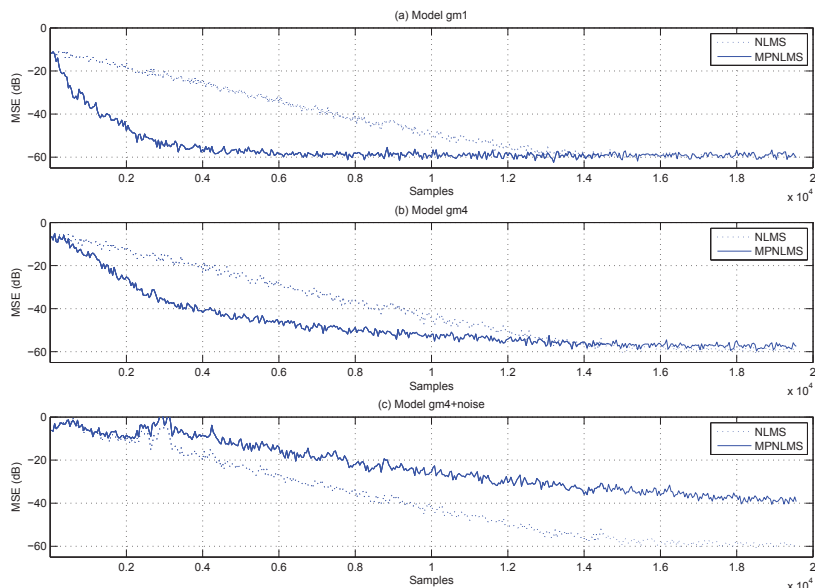 (a) Model gm1
0
−20
−40
−60
MSE (dB)
NLMS
MPNLMS
0.2 0.4 0.6 0.8 1 1.2 1.4 1.6 1.8 2
Samples
x 10^4
(b) Model gm4
0
−20
−40
−60
MSE (dB)
NLMS
MPNLMS
0.2 0.4 0.6 0.8 1 1.2 1.4 1.6 1.8 2
Samples
x 10^4
(c) Model gm4+noise
0
−20
−40
−60
MSE (dB)
NLMS
MPNLMS
0.2 0.4 0.6 0.8 1 1.2 1.4 1.6 1.8 2
Samples
x 10^4